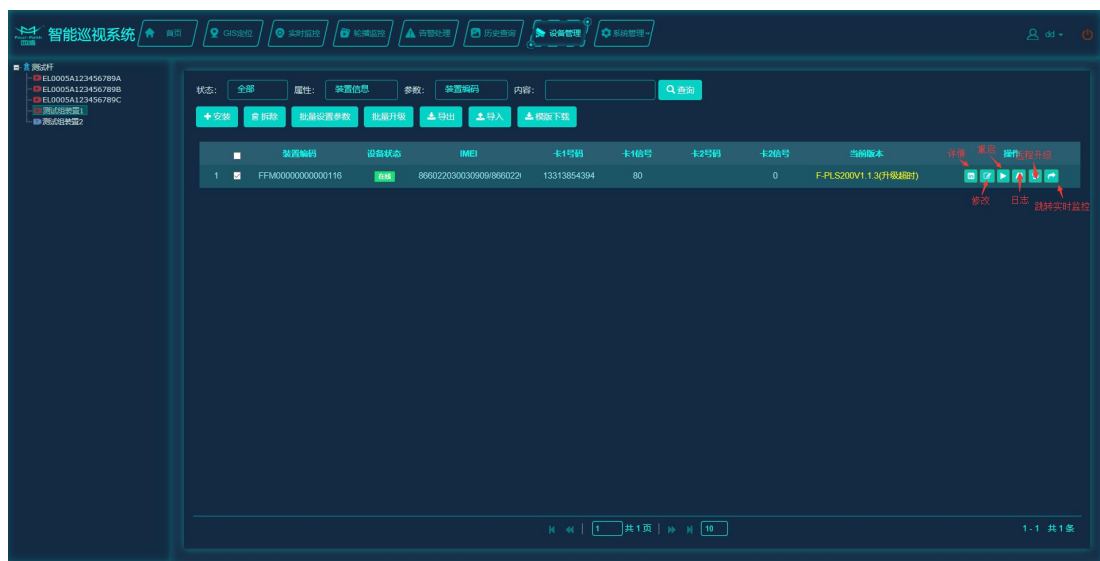 智能巡视系统 首页 GIS定位 实时监控 轮播监控 告警处理 历史查询 设备管理 系统管理 dd
测试杆
EL0005A123456789A
EL0005A123456789B
EL0005A123456789C
测试组装置1
测试组装置2
状态: 全部 属性: 装置信息 参数: 装置编码 内容: 查询
安装 拆除 批量设置参数 批量升级 导出 导入 模版下载
装置编码 设备状态 IMEI 卡1号码 卡1信号 卡2号码 卡2信号 当前版本 操作
详情 重启 远程升级
1 FFM00000000000116 在线 866022030030909/866022 13313854394 80 0 F-PLS200V1.1.3(升级超时)
修改 日志 跳转实时监控
1 共1页 10 1-1 共1条